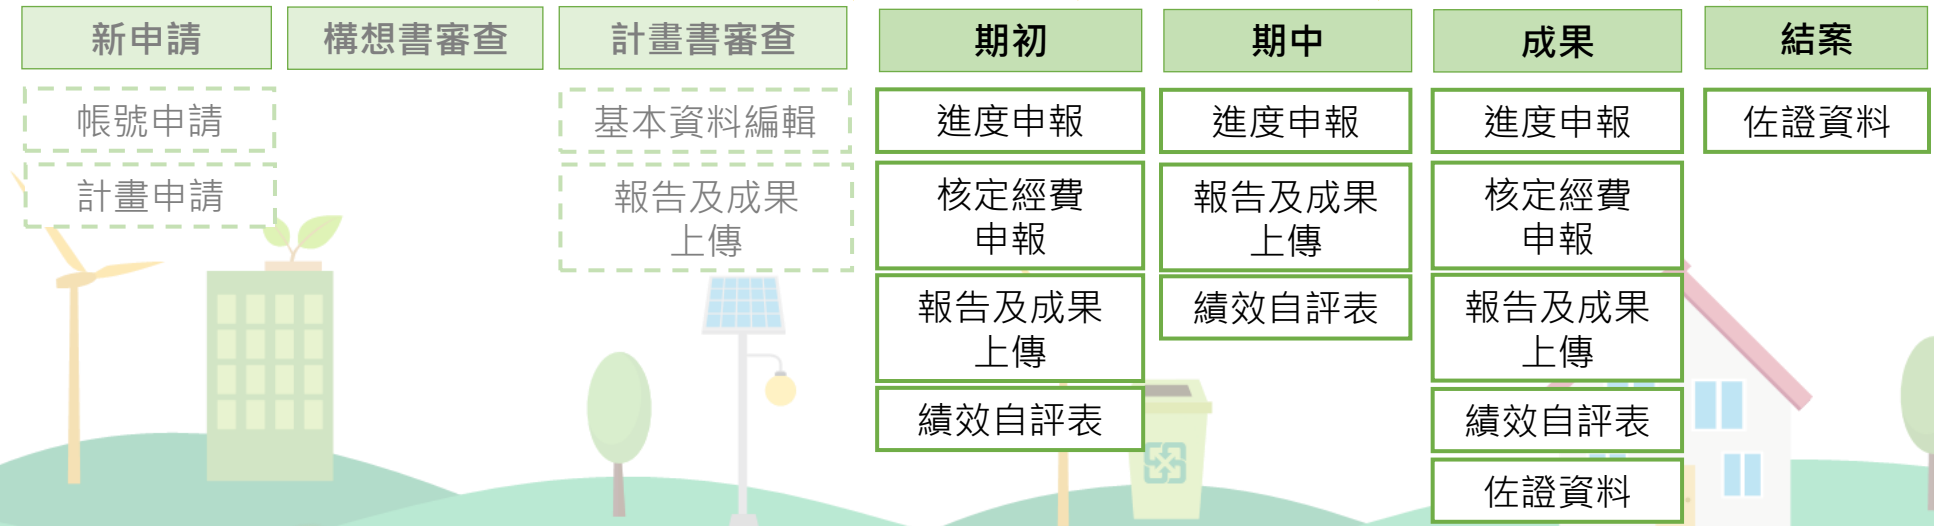 新申請
帳號申請
計畫申請
構想書審查
計畫書審查
基本資料編輯
報告及成果
上傳
期初
進度申報
核定經費
申報
報告及成果
上傳
績效自評表
期中
進度申報
報告及成果
上傳
績效自評表
成果
進度申報
核定經費
申報
報告及成果
上傳
績效自評表
佐證資料
結案
佐證資料